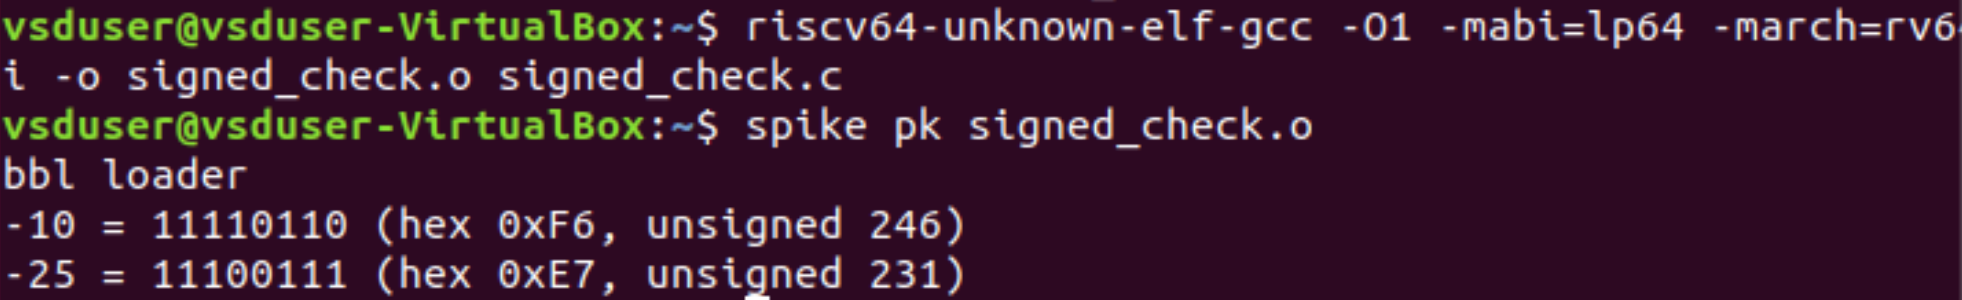 vsduser@vsduser-VirtualBox:~$ riscv64-unknown-elf-gcc -O1 -mabi=lp64 -march=rv64
i -o signed_check.o signed_check.c
vsduser@vsduser-VirtualBox:~$ spike pk signed_check.o
bbl loader
-10 = 11110110 (hex 0xF6, unsigned 246)
-25 = 11100111 (hex 0xE7, unsigned 231)